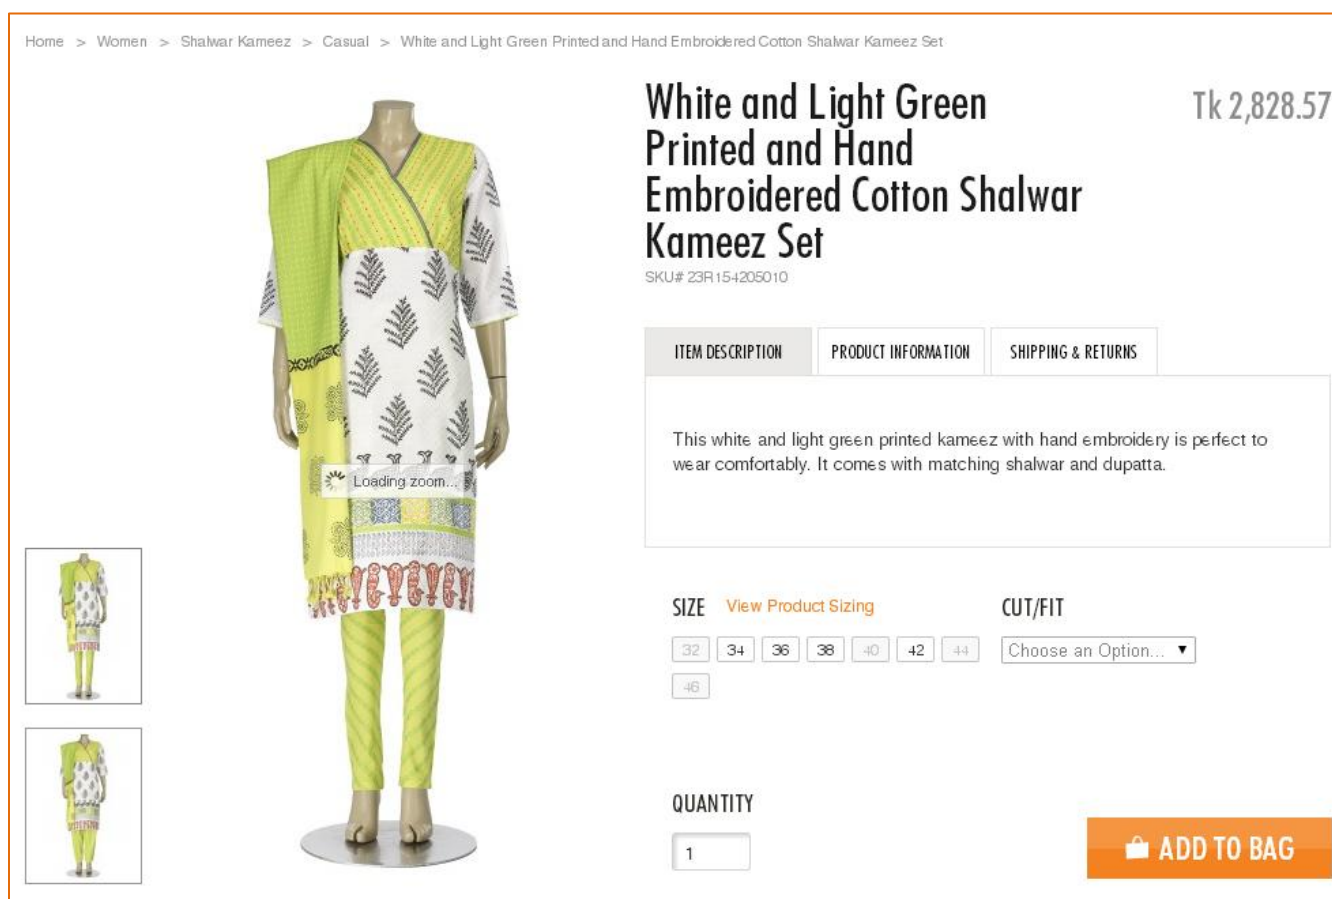 Home > Women > Shalwar Kameez > Casual > White and Light Green Printed and Hand Embroidered Cotton Shalwar Kameez Set
White and Light Green
Printed and Hand
Embroidered Cotton Shalwar
Kameez Set
Tk 2,828.57
SKU# 23R154205010
ITEM DESCRIPTION
PRODUCT INFORMATION
SHIPPING & RETURNS
This white and light green printed kameez with hand embroidery is perfect to
wear comfortably. It comes with matching shalwar and dupatta.
Loading zoom...
SIZE View Product Sizing
32 34 36 38 40 42 44
46
CUT/FIT
Choose an Option...
QUANTITY
1
ADD TO BAG